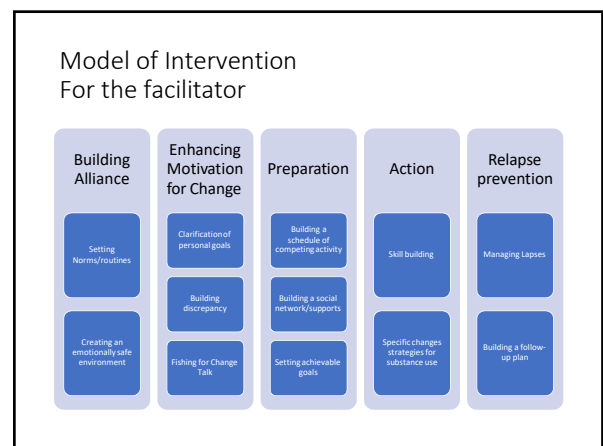 Model of Intervention
For the facilitator
Building
Alliance
Setting
Norms/routines
Creating an
emotionally safe
environment
Enhancing
Motivation
for Change
Clarification of
personal goals
Building
discrepancy
Fishing for Change
Talk
Preparation
Building a
schedule of
competing activity
Building a social
network/supports
Setting achievable
goals
Action
Skill building
Specific changes
strategies for
substance use
Relapse
prevention
Managing Lapses
Building a follow-
up plan